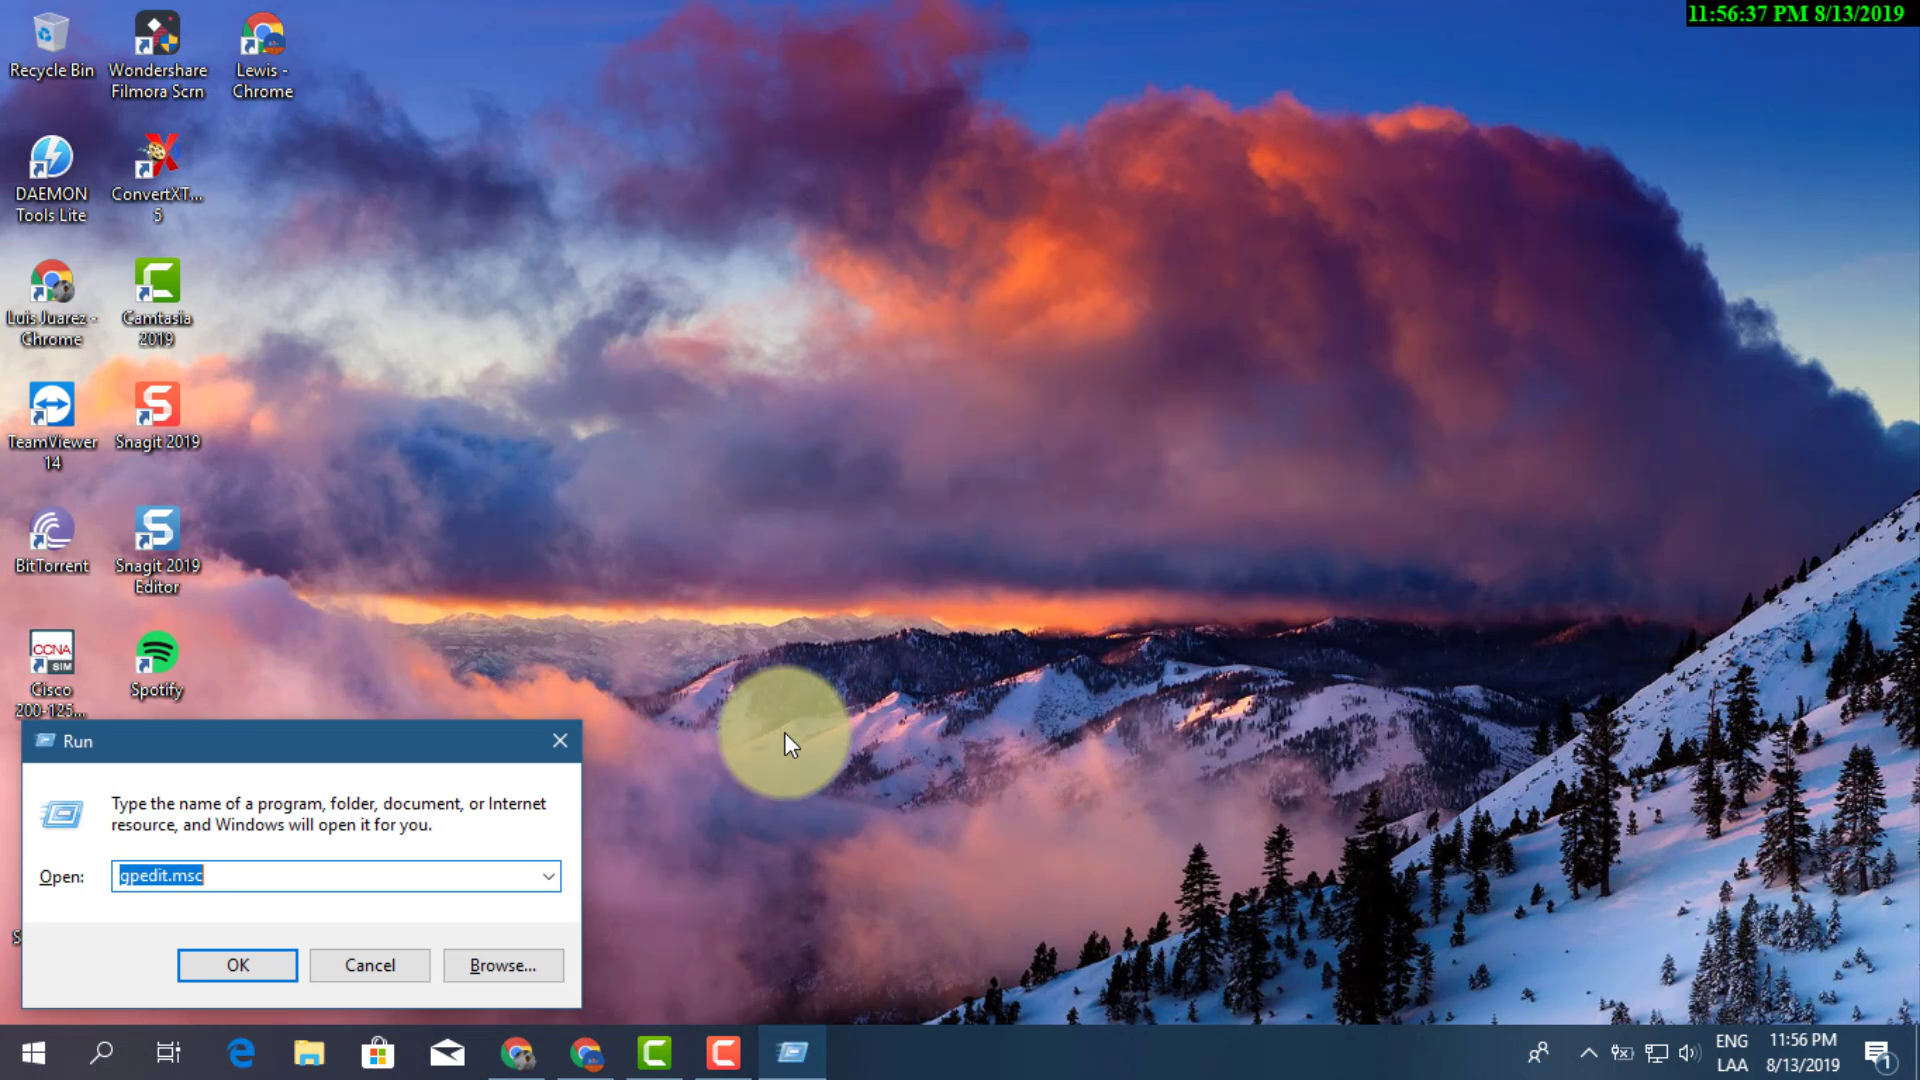 11:56:37 PM 8/13/2019
Recycle Bin
Wondershare
Filmora Scrn
Lewis -
Chrome
DAEMON
Tools Lite
ConvertXT...
5
Luis Juarez -
Chrome
Camtasia
2019
TeamViewer
14
Snagit 2019
BitTorrent
Snagit 2019
Editor
CCNA
SIM
Cisco
200-125...
Spotify
Run
Type the name of a program, folder, document, or Internet
resource, and Windows will open it for you.
Open:
gpedit.msc
S
OK
Cancel
Browse...
ENG
LAA
11:56 PM
8/13/2019
1